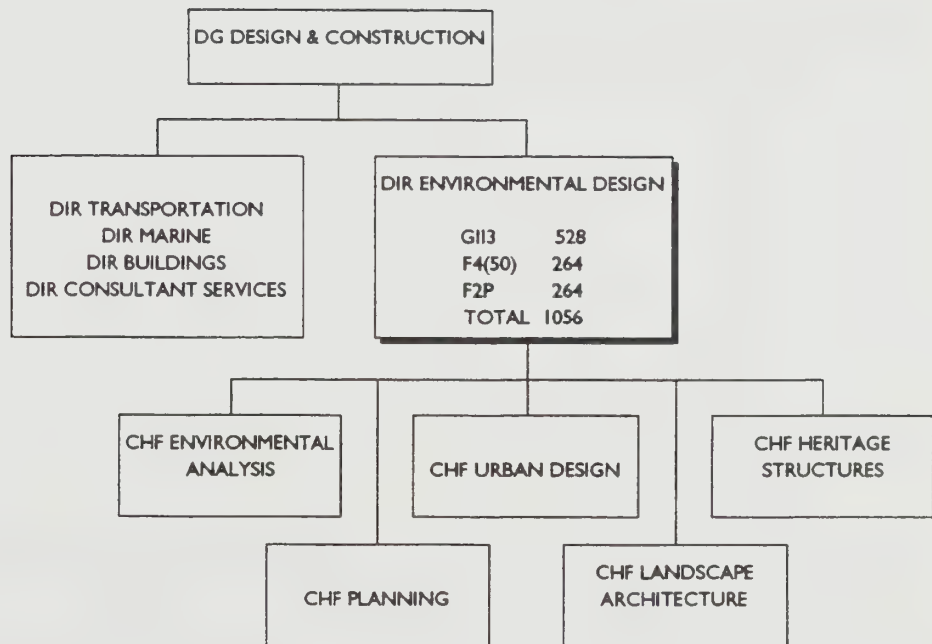 DG DESIGN & CONSTRUCTION
DIR TRANSPORTATION
DIR MARINE
DIR BUILDINGS
DIR CONSULTANT SERVICES
DIR ENVIRONMENTAL DESIGN
GII3 528
F4(50) 264
F2P 264
TOTAL 1056
CHF ENVIRONMENTAL
ANALYSIS
CHF URBAN DESIGN
CHF HERITAGE
STRUCTURES
CHF PLANNING
CHF LANDSCAPE
ARCHITECTURE